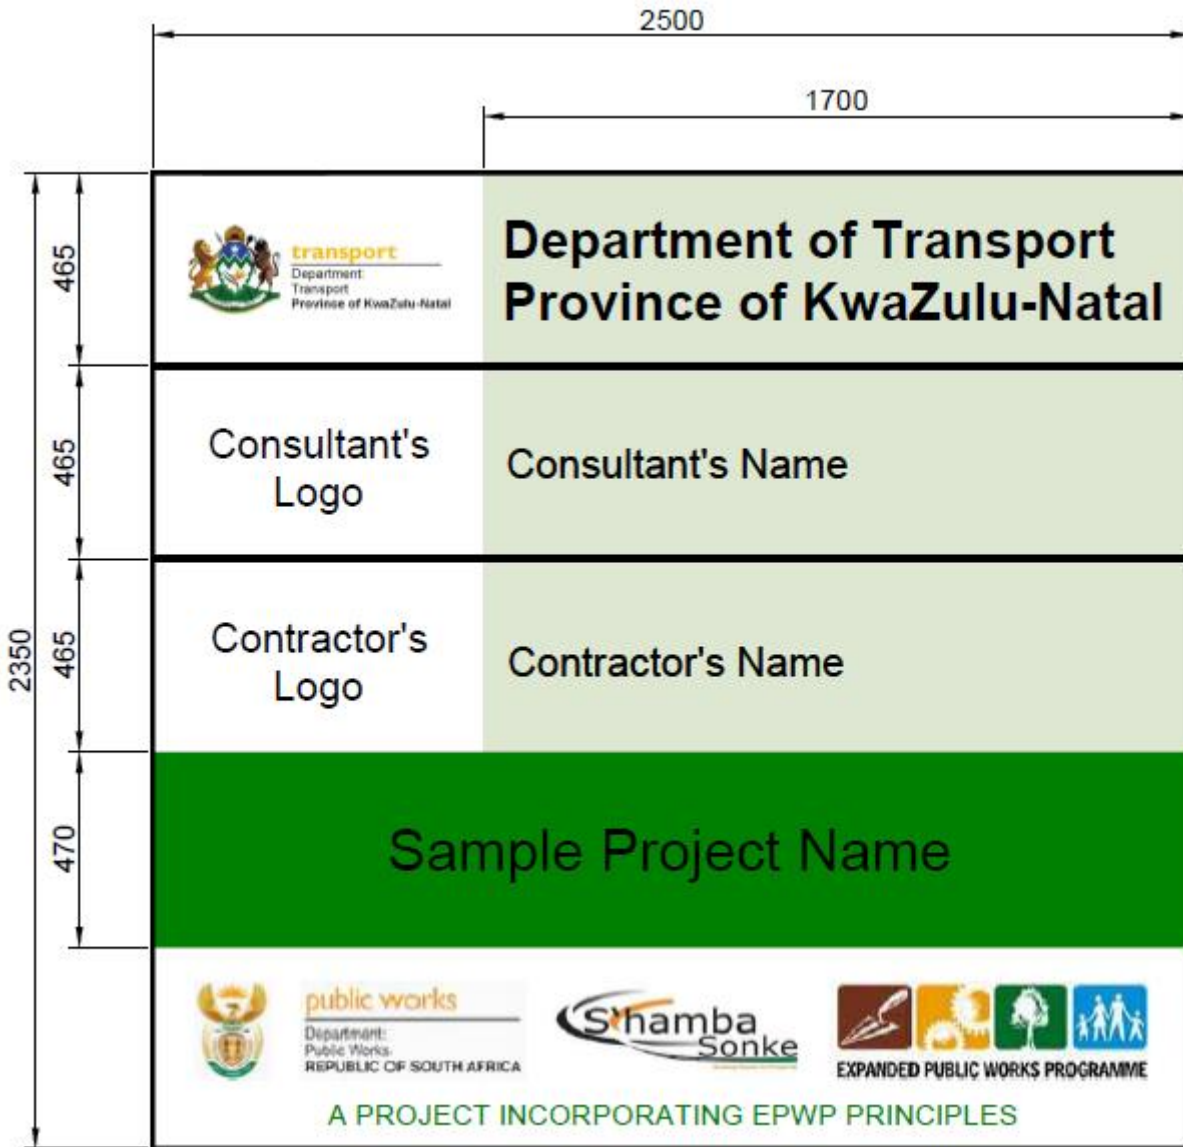 2500
1700
465
transport
Department
Transport
Province of KwaZulu-Natal
Department of Transport
Province of KwaZulu-Natal
465
Consultant's
Logo
Consultant's Name
2350
465
Contractor's
Logo
Contractor's Name
470
Sample Project Name
public works
Department:
Public Works
REPUBLIC OF SOUTH AFRICA
S'hamba
Sonke
EXPANDED PUBLIC WORKS PROGRAMME
A PROJECT INCORPORATING EPWP PRINCIPLES